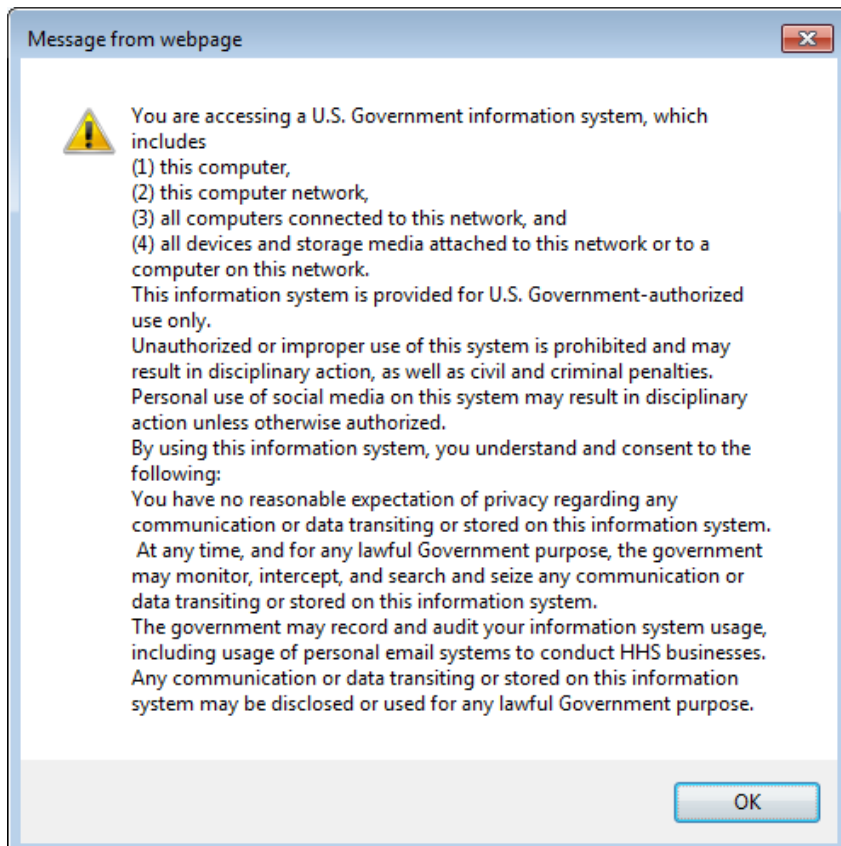 Message from webpage
You are accessing a U.S. Government information system, which
includes
(1) this computer,
(2) this computer network,
(3) all computers connected to this network, and
(4) all devices and storage media attached to this network or to a
computer on this network.
This information system is provided for U.S. Government-authorized
use only.
Unauthorized or improper use of this system is prohibited and may
result in disciplinary action, as well as civil and criminal penalties.
Personal use of social media on this system may result in disciplinary
action unless otherwise authorized.
By using this information system, you understand and consent to the
following:
You have no reasonable expectation of privacy regarding any
communication or data transiting or stored on this information system.
At any time, and for any lawful Government purpose, the government
may monitor, intercept, and search and seize any communication or
data transiting or stored on this information system.
The government may record and audit your information system usage,
including usage of personal email systems to conduct HHS businesses.
Any communication or data transiting or stored on this information
system may be disclosed or used for any lawful Government purpose.
OK